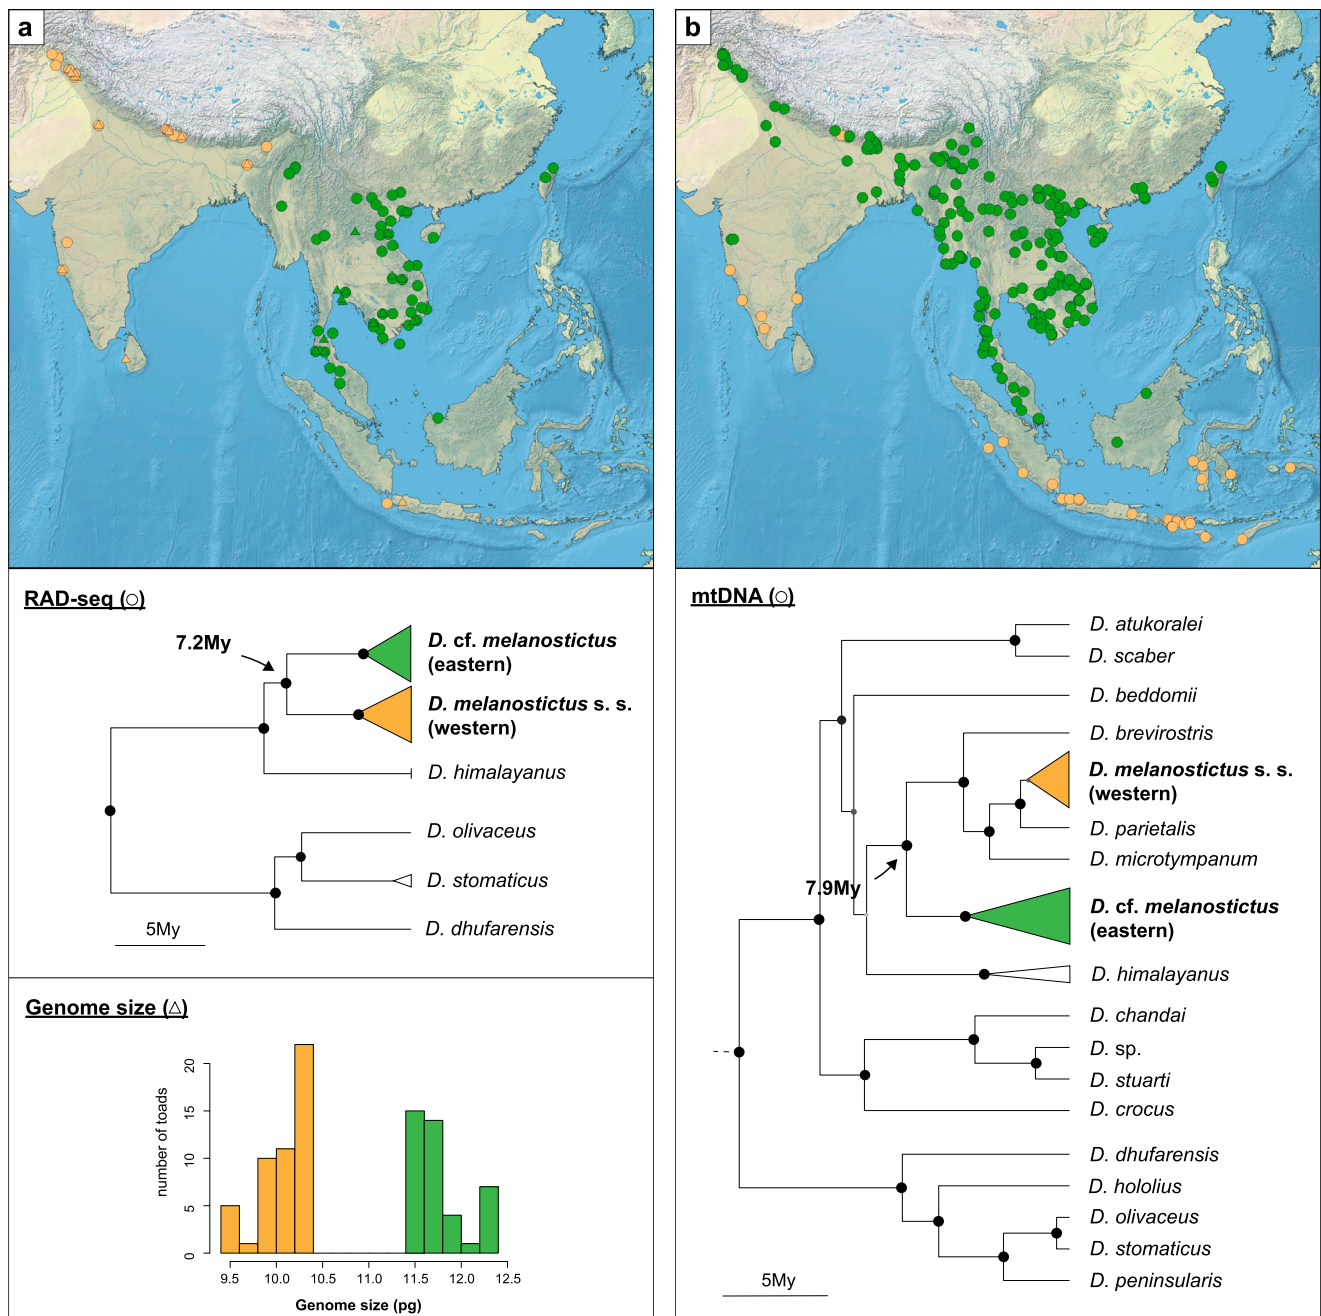 a
RAD-seq (○)
7.2My
D. cf. melanostictus
(eastern)
D. melanostictus s. s.
(western)
D. himalayanus
D. olivaceus
D. stomaticus
D. dhufarensis
5My
Genome size (△)
number of toads
20
15
10
5
0
9.5 10.0 10.5 11.0 11.5 12.0 12.5
Genome size (pg)
b
mtDNA (○)
D. atukoralei
D. scaber
D. beddomii
D. brevirostris
D. melanostictus s. s.
(western)
D. parietalis
D. microtympanum
7.9My
D. cf. melanostictus
(eastern)
D. himalayanus
D. chandai
D. sp.
D. stuarti
D. crocus
D. dhufarensis
D. hololius
D. olivaceus
D. stomaticus
D. peninsularis
5My